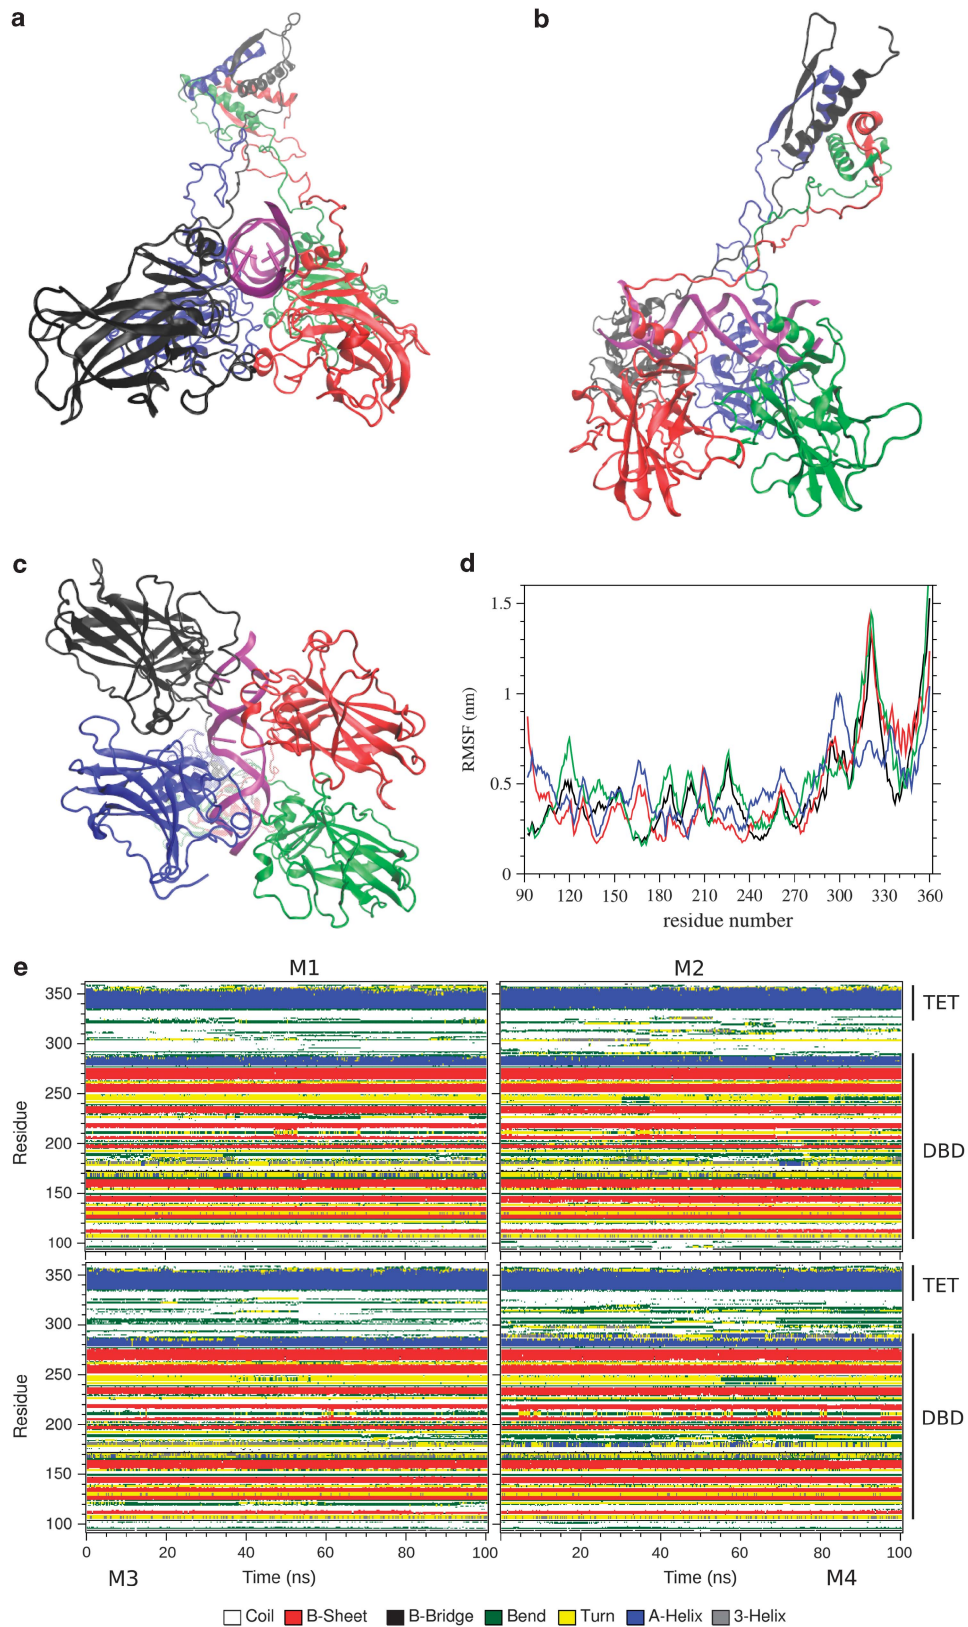 a
b
c
d
RMSF (nm)
1.5
1
0.5
0
90 120 150 180 210 240 270 300 330 360
residue number
e
M1 M2
Residue
350
300
250
200
150
100
TET
DBD
Residue
350
300
250
200
150
100
TET
DBD
0 20 40 60 80 100 20 40 60 80 100
M3 Time (ns) Time (ns) M4
Coil B-Sheet B-Bridge Bend Turn A-Helix 3-Helix